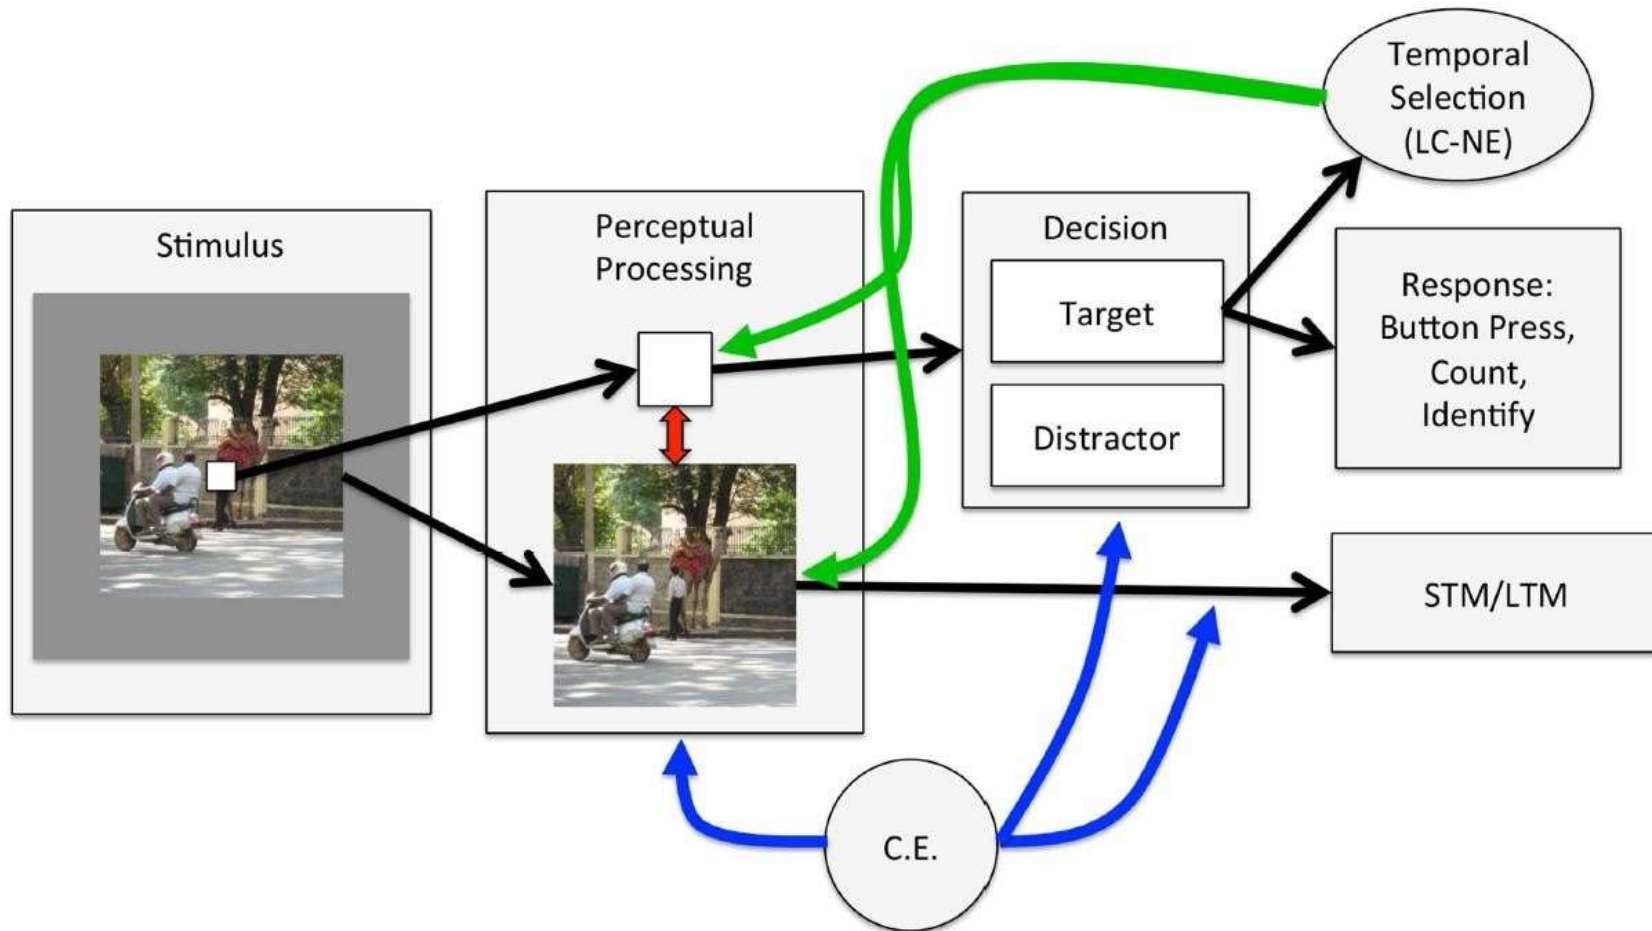 Stimulus
Perceptual
Processing
Decision
Target
Distractor
Temporal
Selection
(LC-NE)
Response:
Button Press,
Count,
Identify
STM/LTM
C.E.